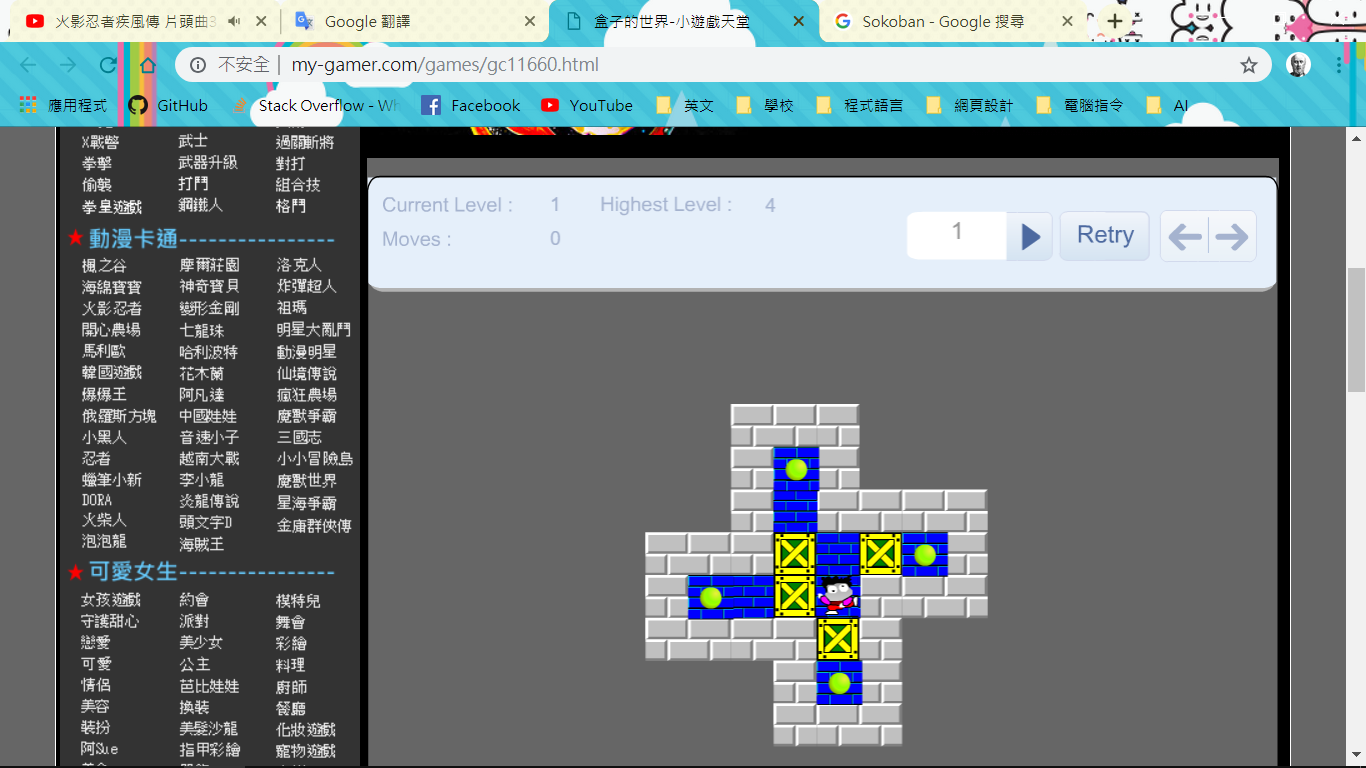 火影忍者疾風傳 片頭曲3
Google 翻譯
盒子的世界-小遊戲天堂
Sokoban - Google 搜尋
不安全 | my-gamer.com/games/gc11660.html
應用程式 GitHub Stack Overflow - Wh Facebook YouTube 英文 學校 程式語言 網頁設計 電腦指令 AI
X戰警 武士 過關斬將
拳擊 武器升級 對打
偷襲 打鬥 組合技
拳皇遊戲 鋼鐵人 格鬥
動漫卡通----------------
楓之谷 摩爾莊園 洛克人
海綿寶寶 神奇寶貝 炸彈超人
火影忍者 變形金剛 祖瑪
開心農場 七龍珠 明星大亂鬥
馬利歐 哈利波特 動漫明星
韓國遊戲 花木蘭 仙境傳說
爆爆王 阿凡達 瘋狂農場
俄羅斯方塊 中國娃娃 魔獸爭霸
小黑人 音速小子 三國志
忍者 越南大戰 小小冒險島
蠟筆小新 李小龍 魔獸世界
DORA 炎龍傳說 星海爭霸
火柴人 頭文字D 金庸群俠傳
泡泡龍 海賊王
可愛女生----------------
女孩遊戲 約會 模特兒
守護甜心 派對 舞會
戀愛 美少女 彩繪
可愛 公主 料理
情侶 芭比娃娃 廚師
美容 換裝 餐廳
裝扮 美髮沙龍 化妝遊戲
阿Sue 指甲彩繪 寵物遊戲
Current Level : 1 Highest Level : 4
Moves : 0
1
Retry